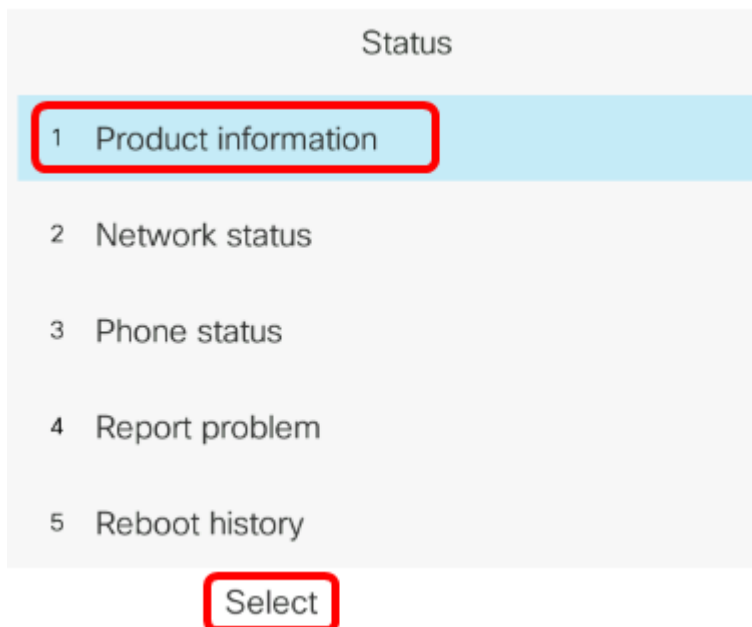 Status
1 Product information
2 Network status
3 Phone status
4 Report problem
5 Reboot history
Select